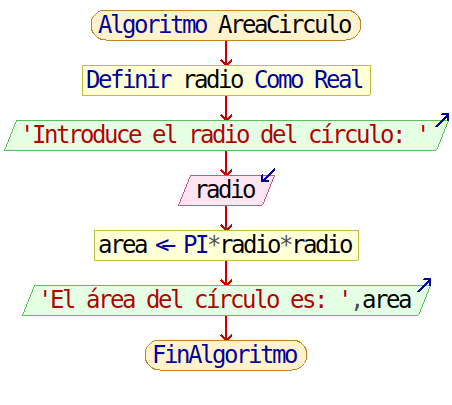 Algoritmo AreaCirculo
Definir radio Como Real
'Introduce el radio del círculo: '
radio
area <- PI*radio*radio
'El área del círculo es: ',area
FinAlgoritmo